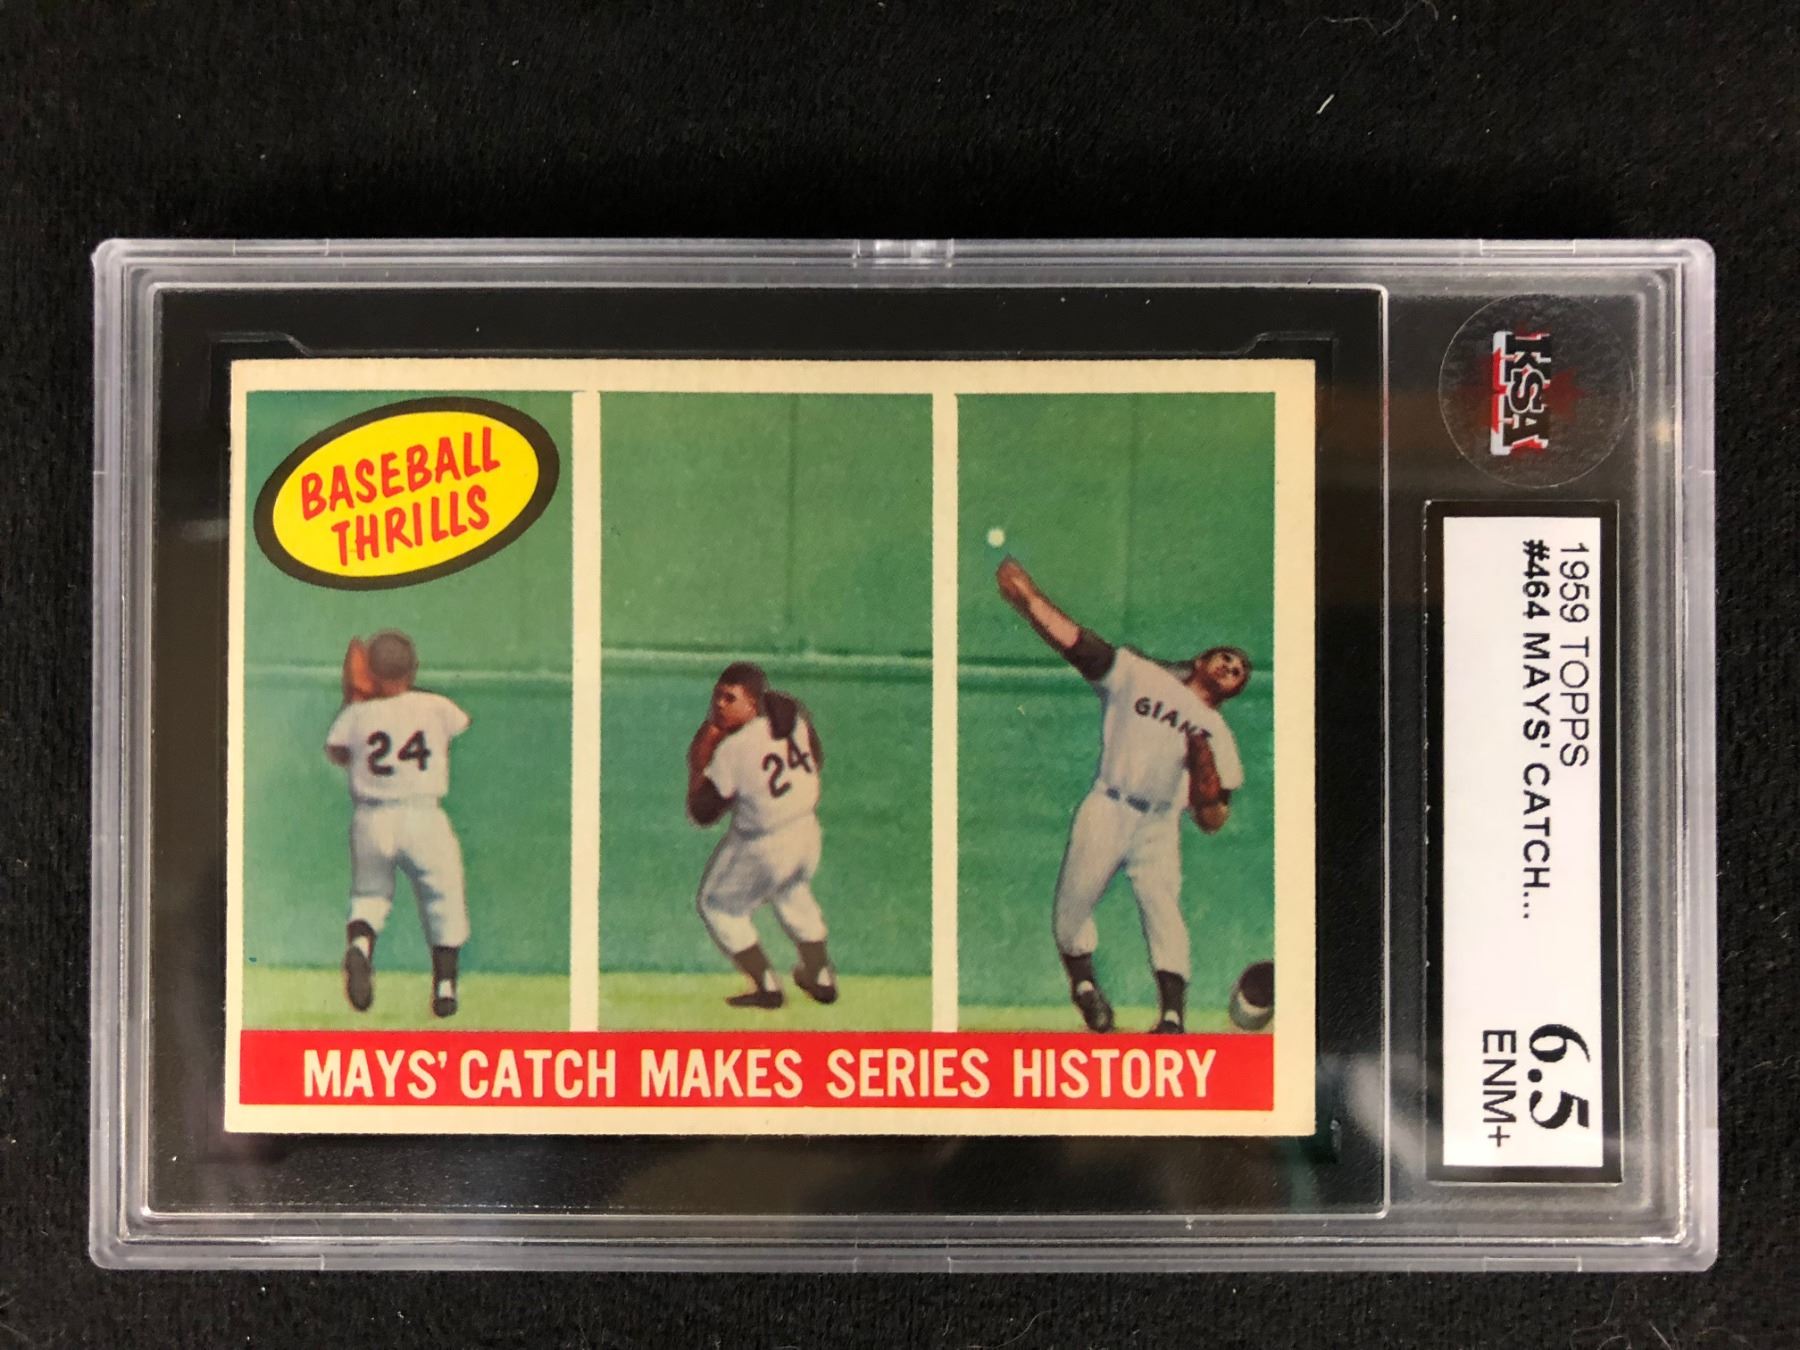 BASEBALL
THRILLS
24
24
GIANT
MAYS' CATCH MAKES SERIES HISTORY
KSA
1959 TOPPS
#464 MAYS' CATCH...
6.5
ENM+